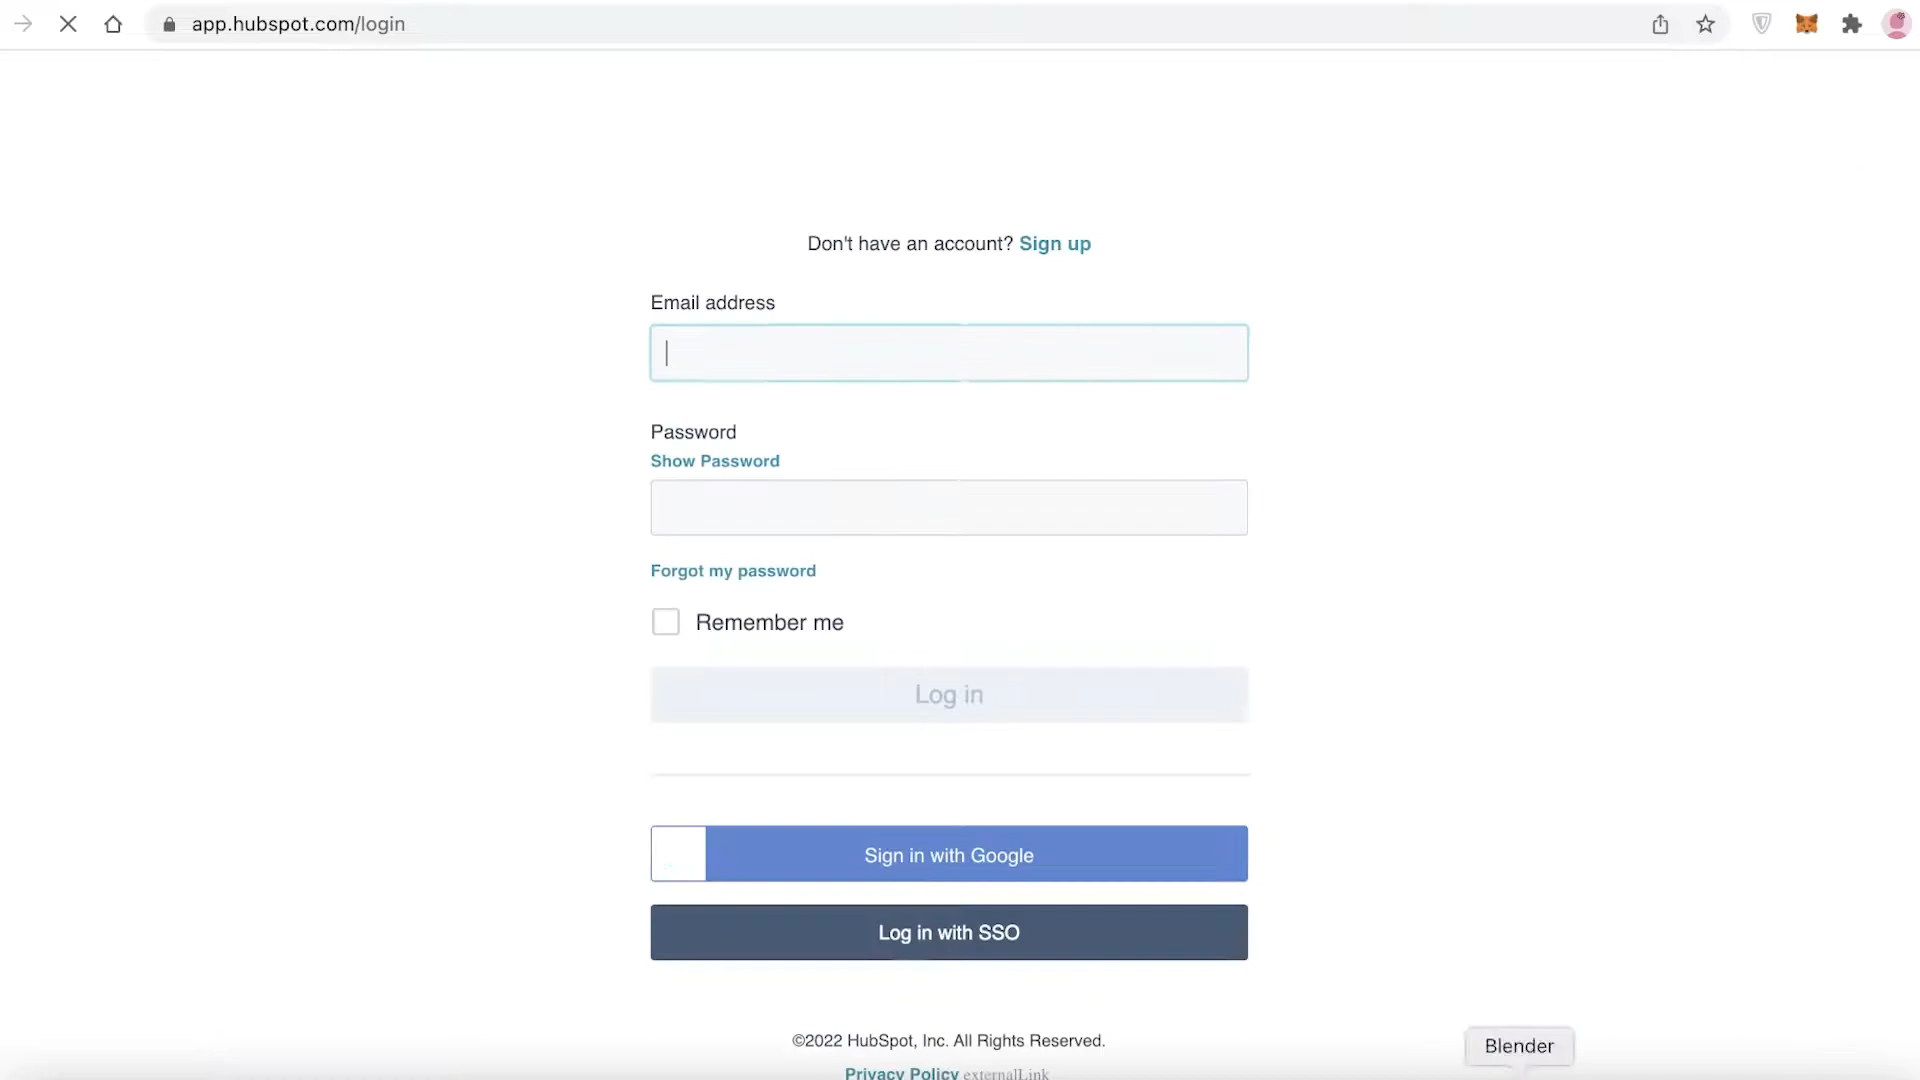 app.hubspot.com/login
Don't have an account? Sign up
Email address
Password
Show Password
Forgot my password
Remember me
Log in
Sign in with Google
Log in with SSO
©2022 HubSpot, Inc. All Rights Reserved.
Blender
Privacy Policy externalLink